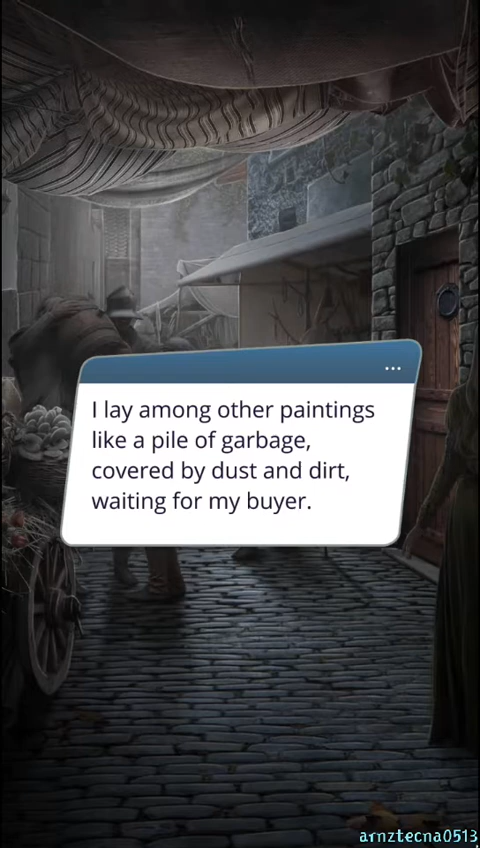 ...
I lay among other paintings
like a pile of garbage,
covered by dust and dirt,
waiting for my buyer.
arnztecna0513